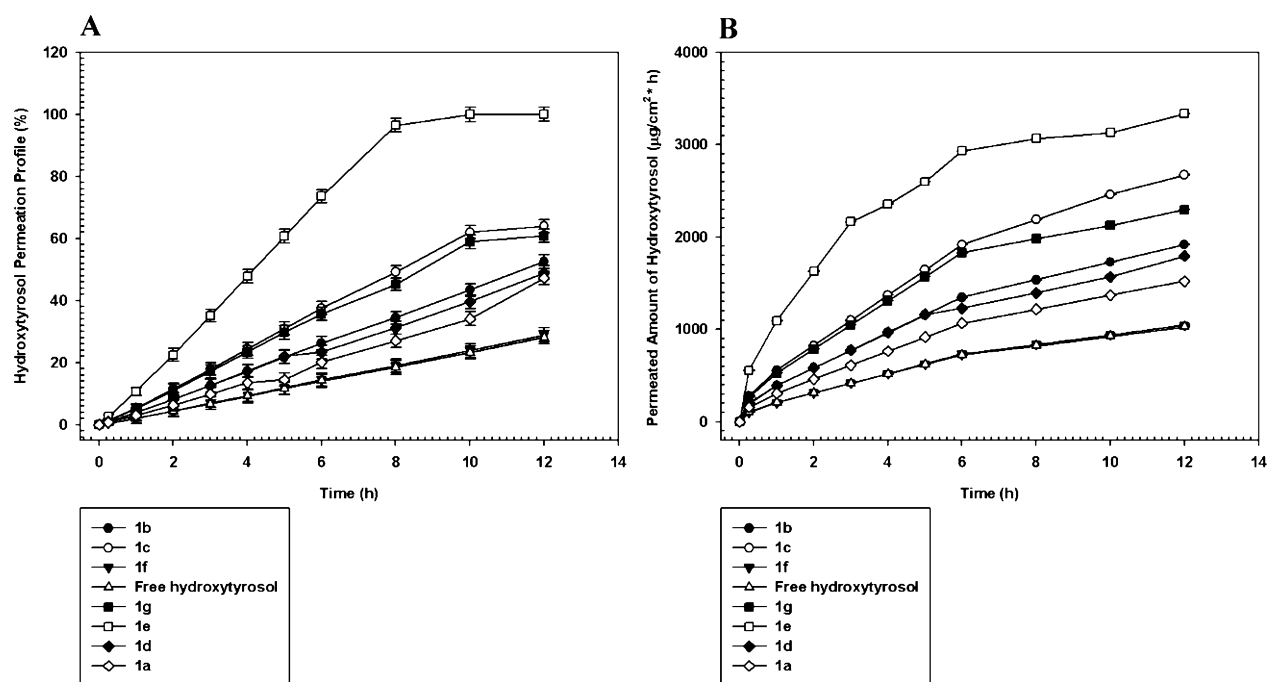 A
Hydroxytyrosol Permeation Profile (%)
120
100
80
60
40
20
0
0 2 4 6 8 10 12 14
Time (h)
1b
1c
1f
Free hydroxytyrosol
1g
1e
1d
1a
B
Permeated Amount of Hydroxytyrosol (µg/cm² * h)
4000
3000
2000
1000
0
0 2 4 6 8 10 12 14
Time (h)
1b
1c
1f
Free hydroxytyrosol
1g
1e
1d
1a